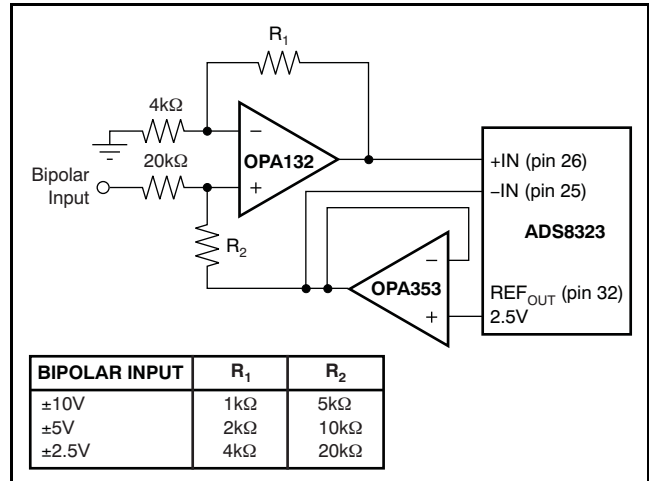 R₁
4kΩ
−
OPA132
+
20kΩ
Bipolar
Input
R₂
+IN (pin 26)
−IN (pin 25)
ADS8323
−
OPA353
+
REF_OUT (pin 32)
2.5V
BIPOLAR INPUT R₁ R₂
±10V 1kΩ 5kΩ
±5V 2kΩ 10kΩ
±2.5V 4kΩ 20kΩ